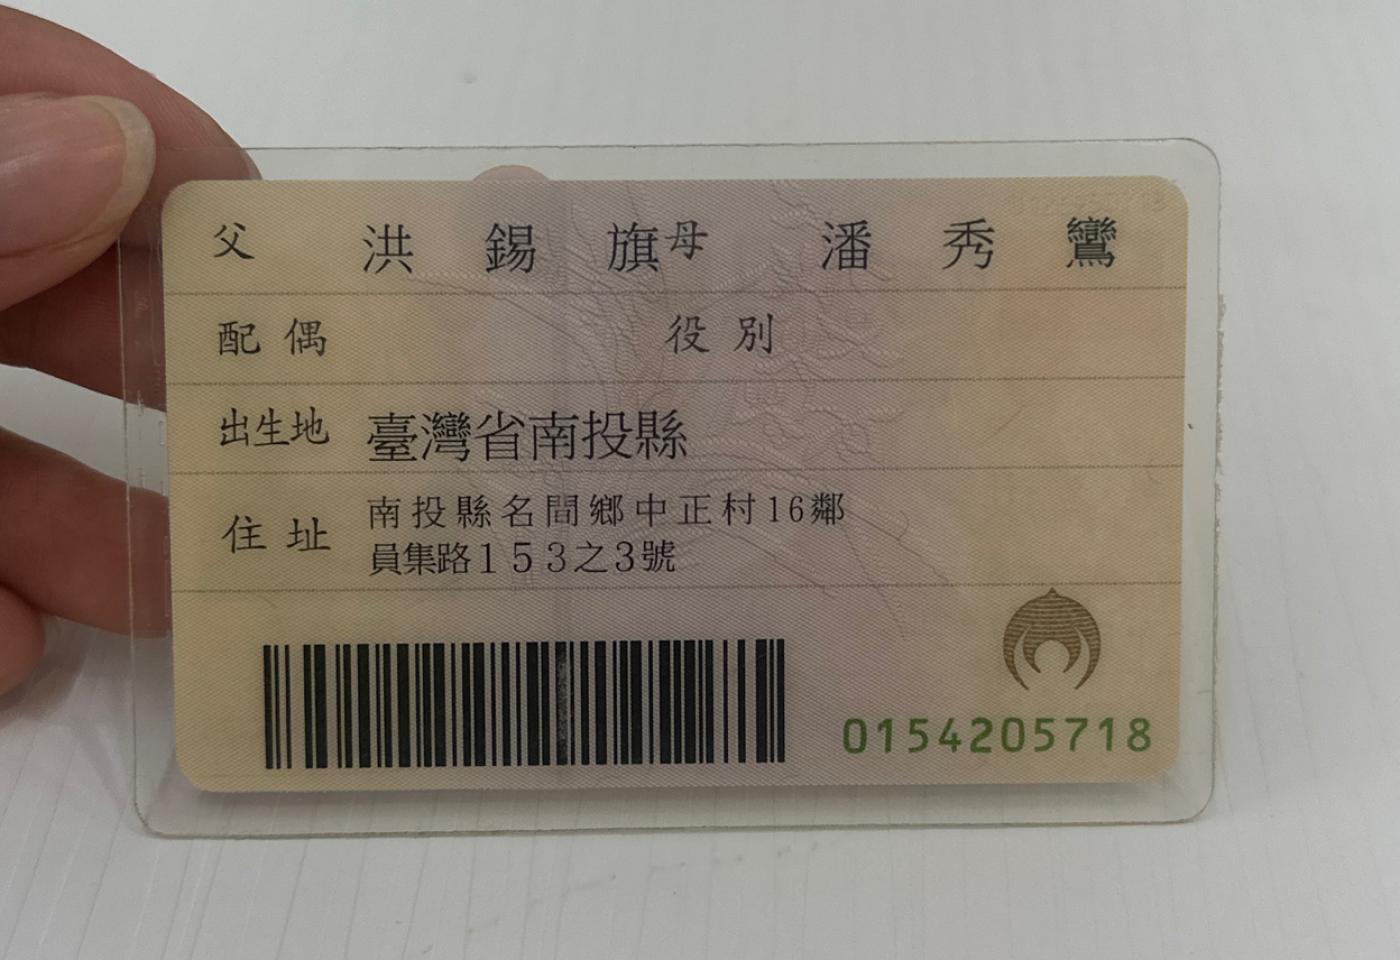 父 洪錫旗 母 潘秀鸞
配偶 役別
出生地 臺灣省南投縣
住址 南投縣名間鄉中正村16鄰
員集路153之3號
0154205718